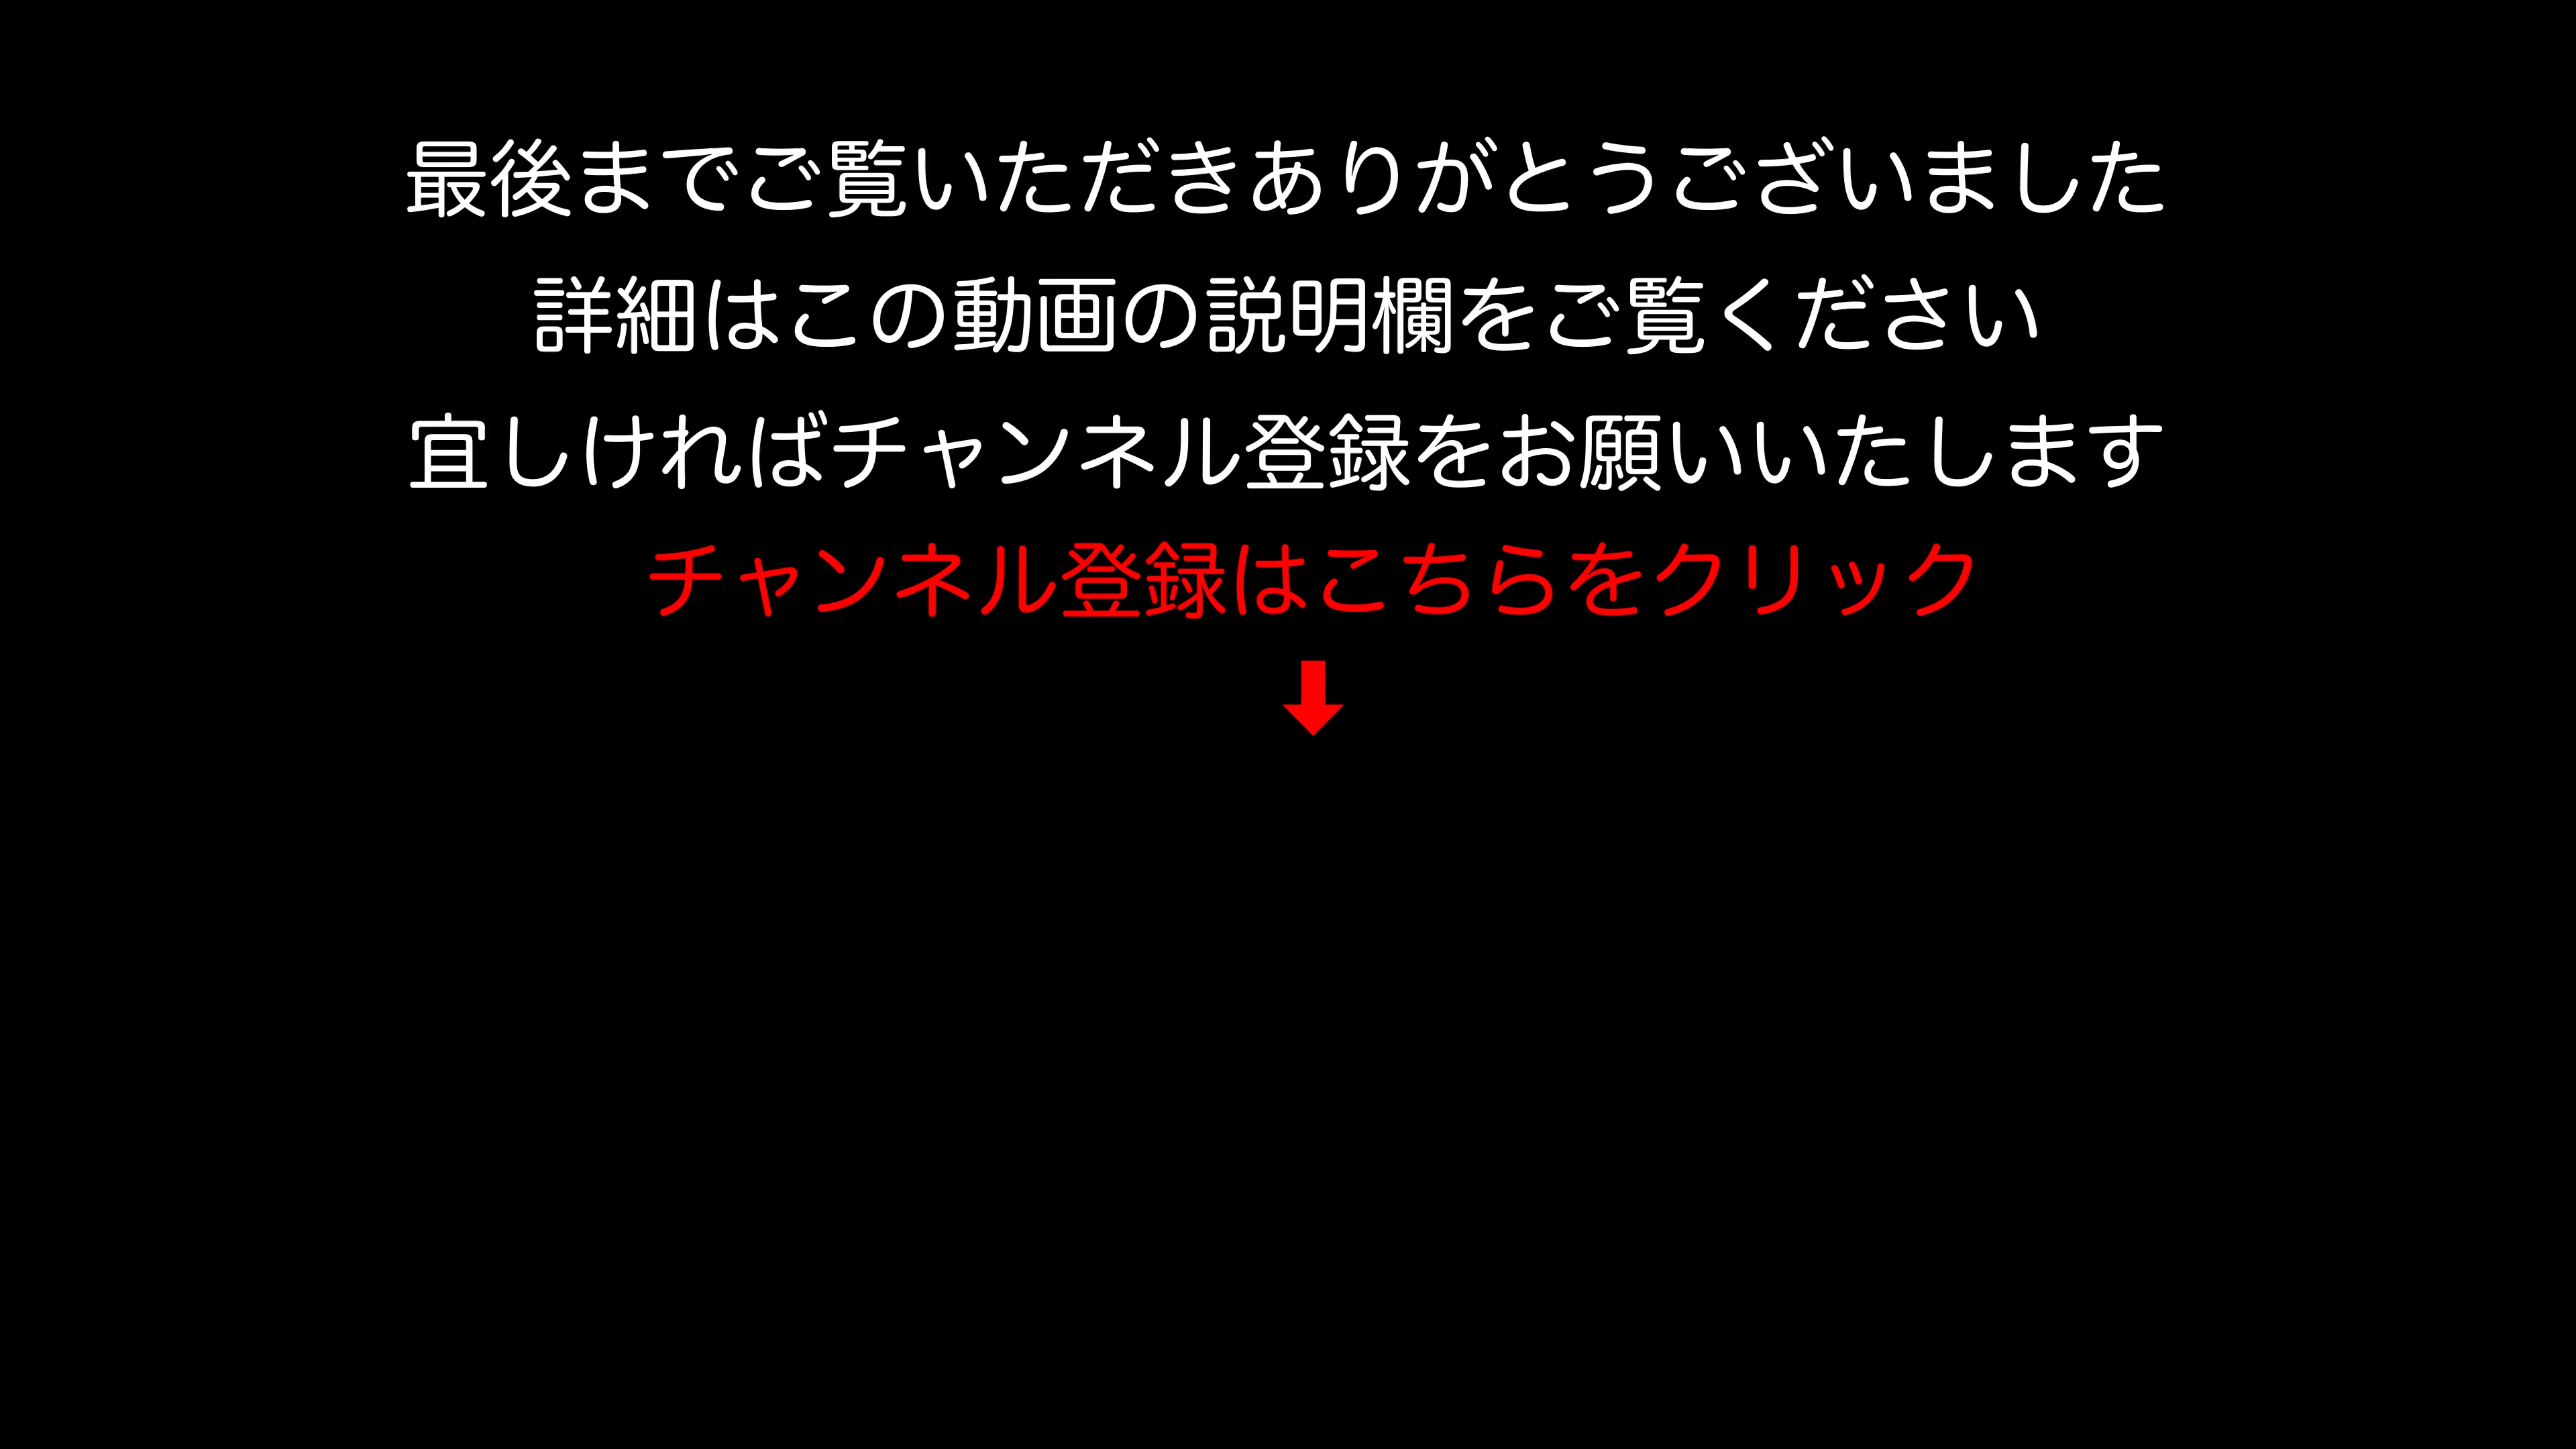 最後までご覧いただきありがとうございました
詳細はこの動画の説明欄をご覧ください
宜しければチャンネル登録をお願いいたします
チャンネル登録はこちらをクリック